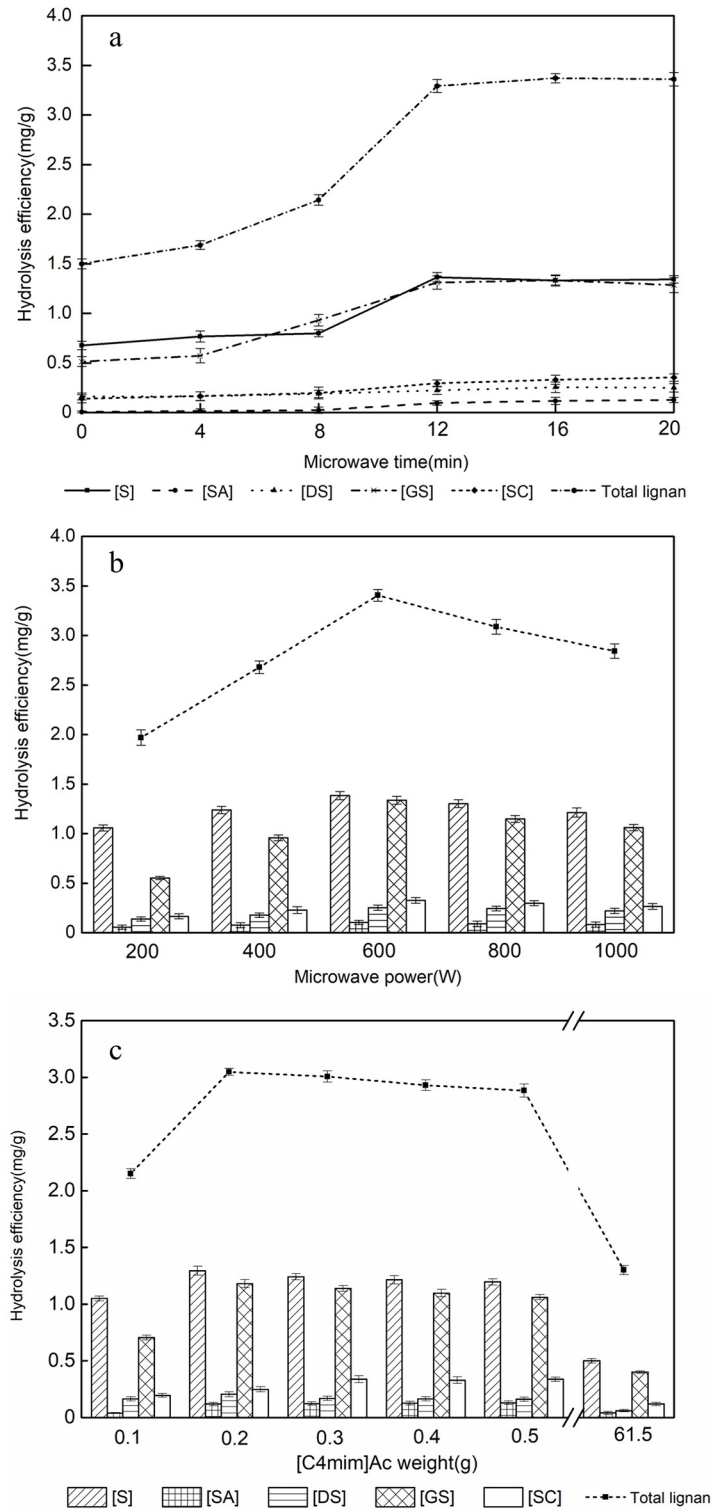 a
Hydrolysis efficiency(mg/g)
4.0
3.5
3.0
2.5
2.0
1.5
1.0
0.5
0
0 4 8 12 16 20
Microwave time(min)
[S] [SA] [DS] [GS] [SC] Total lignan
b
Hydrolysis efficiency(mg/g)
4.0
3.5
3.0
2.5
2.0
1.5
1.0
0.5
0
200 400 600 800 1000
Microwave power(W)
c
Hydrolysis efficiency(mg/g)
3.5
3.0
2.5
2.0
1.5
1.0
0.5
0
0.1 0.2 0.3 0.4 0.5 61.5
[C4mim]Ac weight(g)
[S] [SA] [DS] [GS] [SC] Total lignan